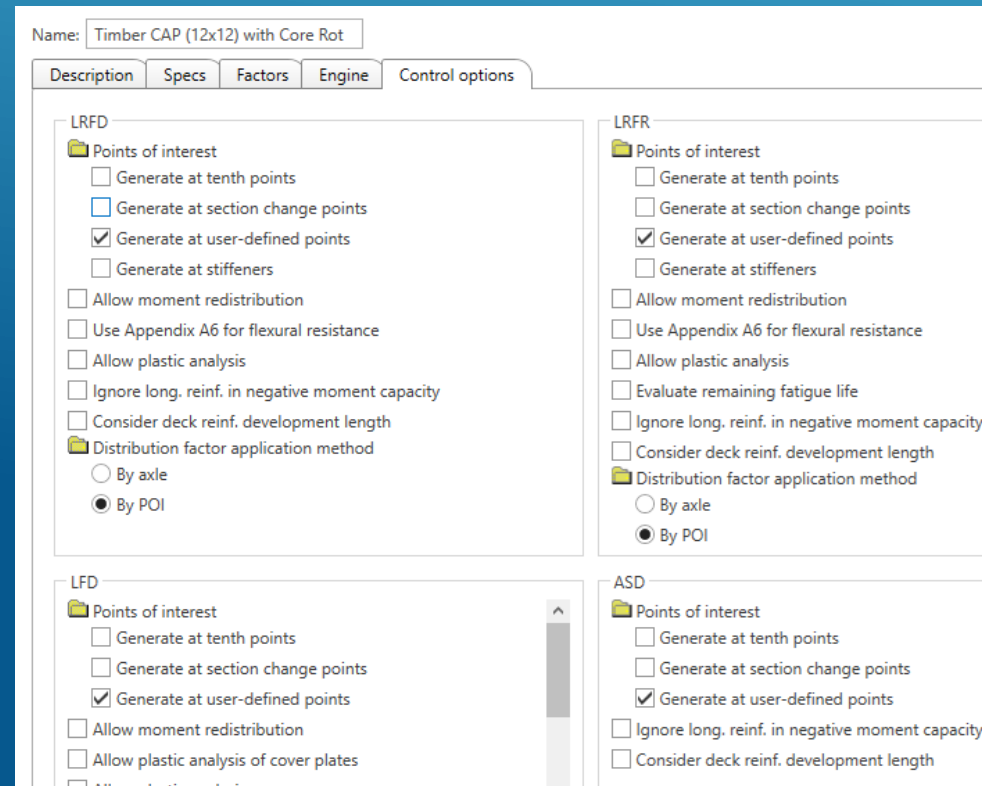 Name: Timber CAP (12x12) with Core Rot
Description Specs Factors Engine Control options
LRFD
Points of interest
Generate at tenth points
Generate at section change points
Generate at user-defined points
Generate at stiffeners
Allow moment redistribution
Use Appendix A6 for flexural resistance
Allow plastic analysis
Ignore long. reinf. in negative moment capacity
Consider deck reinf. development length
Distribution factor application method
By axle
By POI
LRFR
Points of interest
Generate at tenth points
Generate at section change points
Generate at user-defined points
Generate at stiffeners
Allow moment redistribution
Use Appendix A6 for flexural resistance
Allow plastic analysis
Evaluate remaining fatigue life
Ignore long. reinf. in negative moment capacity
Consider deck reinf. development length
Distribution factor application method
By axle
By POI
LFD
Points of interest
Generate at tenth points
Generate at section change points
Generate at user-defined points
Allow moment redistribution
Allow plastic analysis of cover plates
ASD
Points of interest
Generate at tenth points
Generate at section change points
Generate at user-defined points
Ignore long. reinf. in negative moment capacity
Consider deck reinf. development length